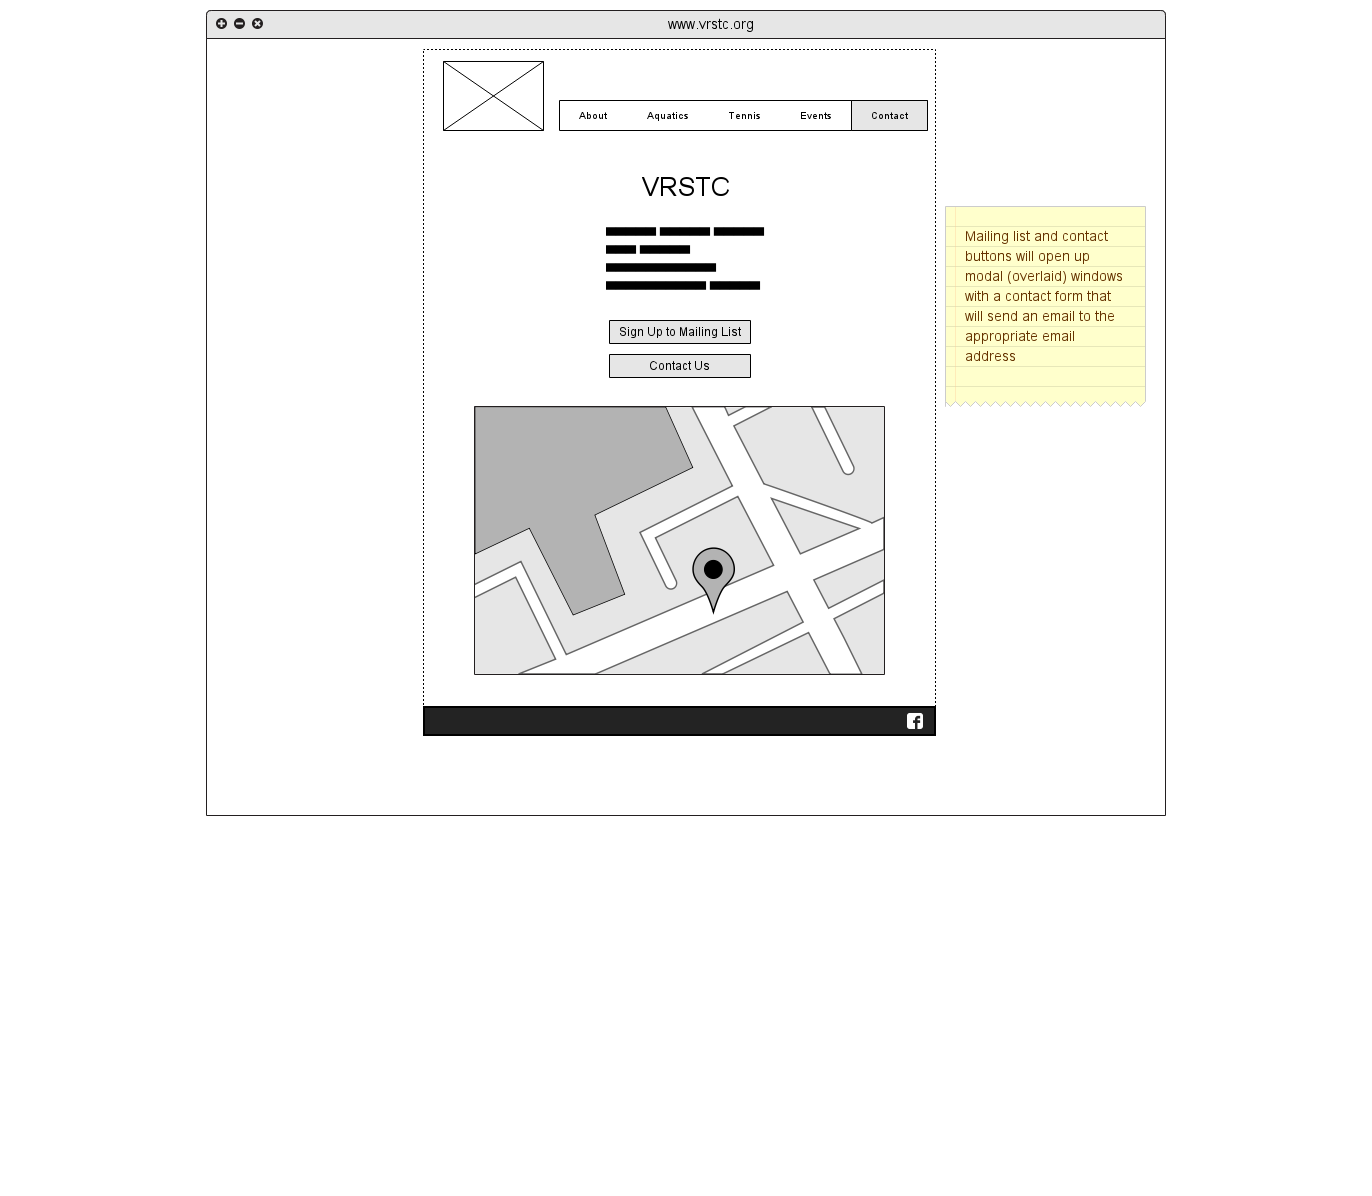 www.vrstc.org
About Aquatics Tennis Events Contact
VRSTC
Mailing list and contact
buttons will open up
modal (overlaid) windows
with a contact form that
will send an email to the
appropriate email
address
Sign Up to Mailing List
Contact Us